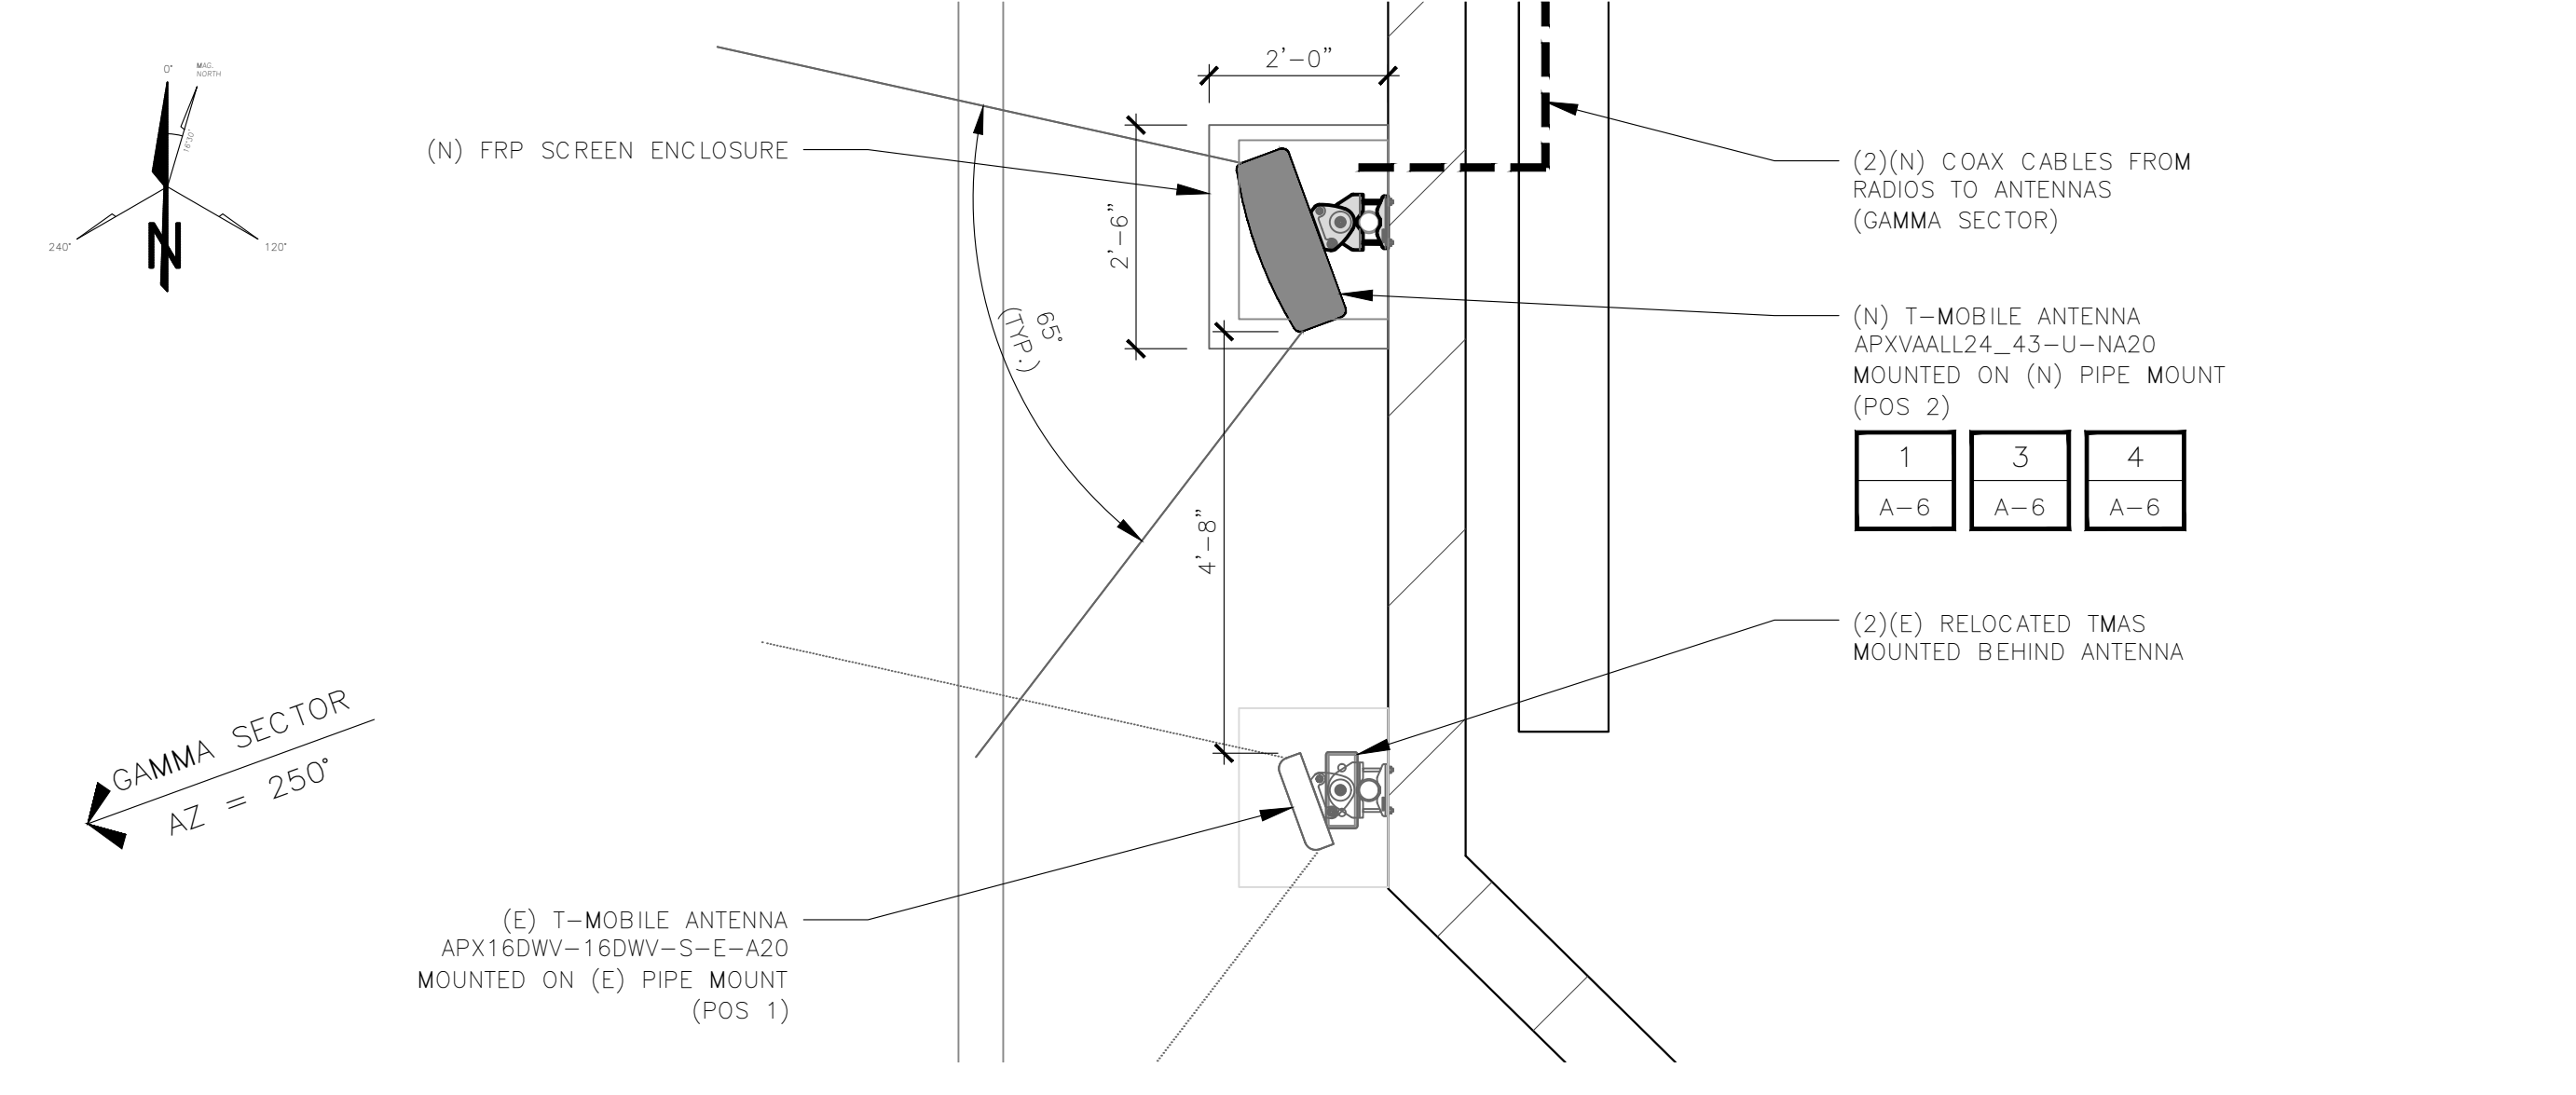 0°
MAG.
NORTH
16°30'
240°
120°
N
2'-0"
(N) FRP SCREEN ENCLOSURE
2'-6"
65°
(TYP.)
4'-8"
(2)(N) COAX CABLES FROM
RADIOS TO ANTENNAS
(GAMMA SECTOR)
(N) T-MOBILE ANTENNA
APXVAALL24_43-U-NA20
MOUNTED ON (N) PIPE MOUNT
(POS 2)
1 3 4
A-6 A-6 A-6
(2)(E) RELOCATED TMAS
MOUNTED BEHIND ANTENNA
GAMMA SECTOR
AZ = 250°
(E) T-MOBILE ANTENNA
APX16DWV-16DWV-S-E-A20
MOUNTED ON (E) PIPE MOUNT
(POS 1)